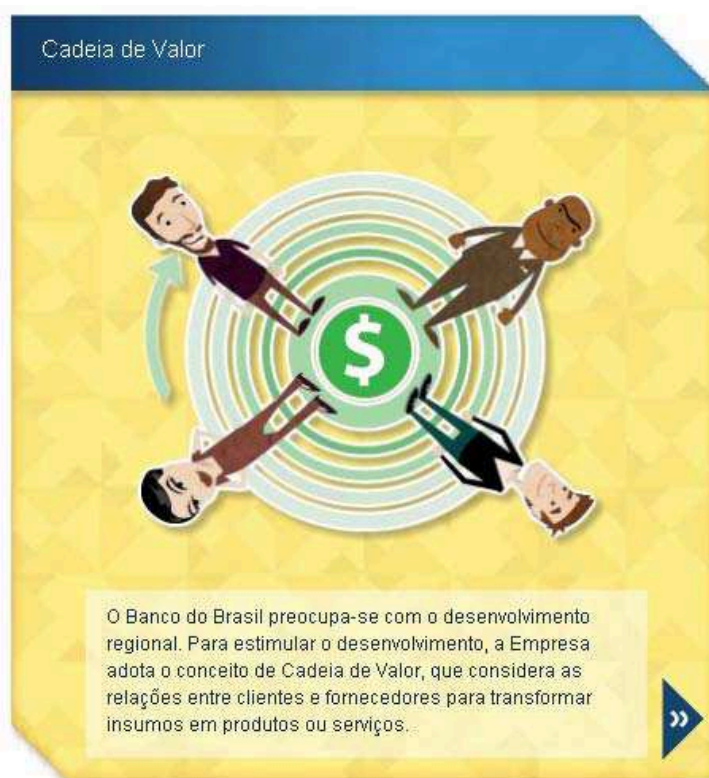 Cadeia de Valor
$
O Banco do Brasil preocupa-se com o desenvolvimento
regional. Para estimular o desenvolvimento, a Empresa
adota o conceito de Cadeia de Valor, que considera as
relações entre clientes e fornecedores para transformar
insumos em produtos ou serviços.
»